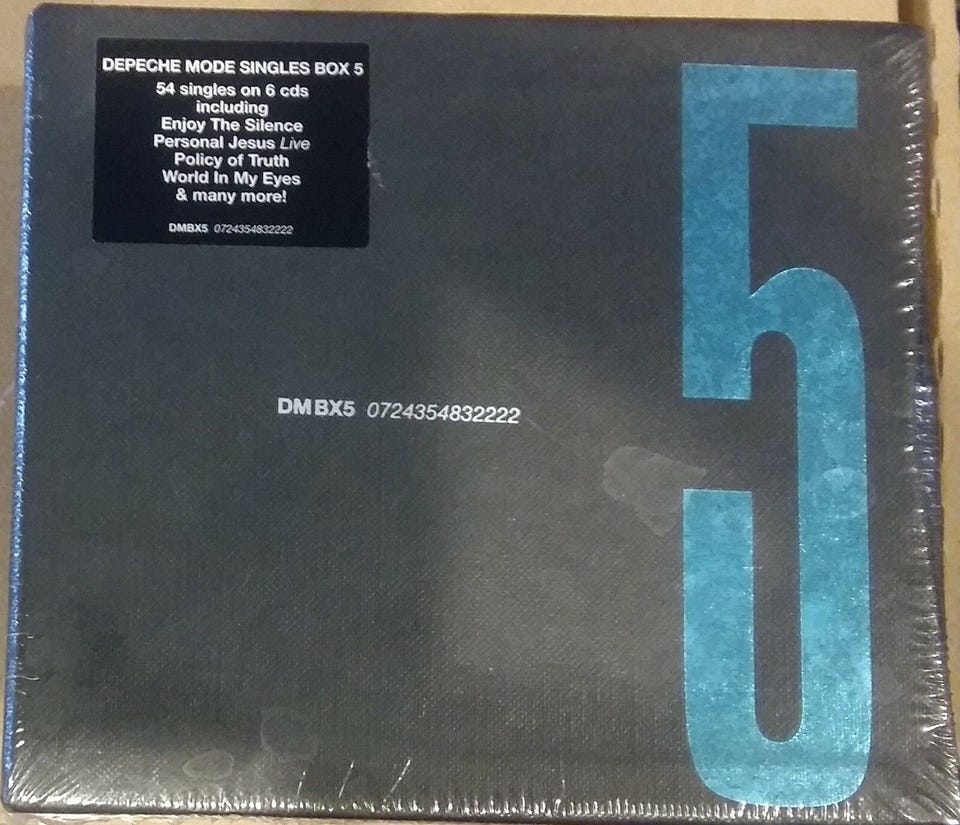 DEPECHE MODE SINGLES BOX 5
54 singles on 6 cds
including
Enjoy The Silence
Personal Jesus Live
Policy of Truth
World In My Eyes
& many more!
DMBX5 0724354832222
5
DMBX5 0724354832222